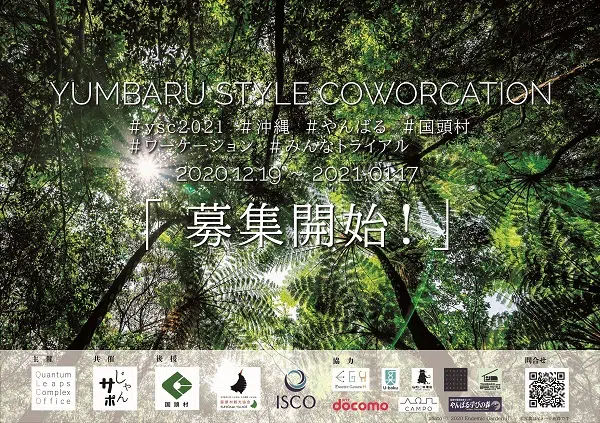 YUMBARU STYLE COWORCATION
#ysc2021 #沖縄 #やんばる #国頭村
#ワーケーション #みんなトライアル
2020.12.19 ~ 2021.01.17
「 募集開始! 」
主催 共催 後援 協力 問合せ
Quantum
Leaps
Complex
Office
じゃん
サポ
国頭村
ISCO
döcomo
U-boku
CAMPO
やんばる学びの森